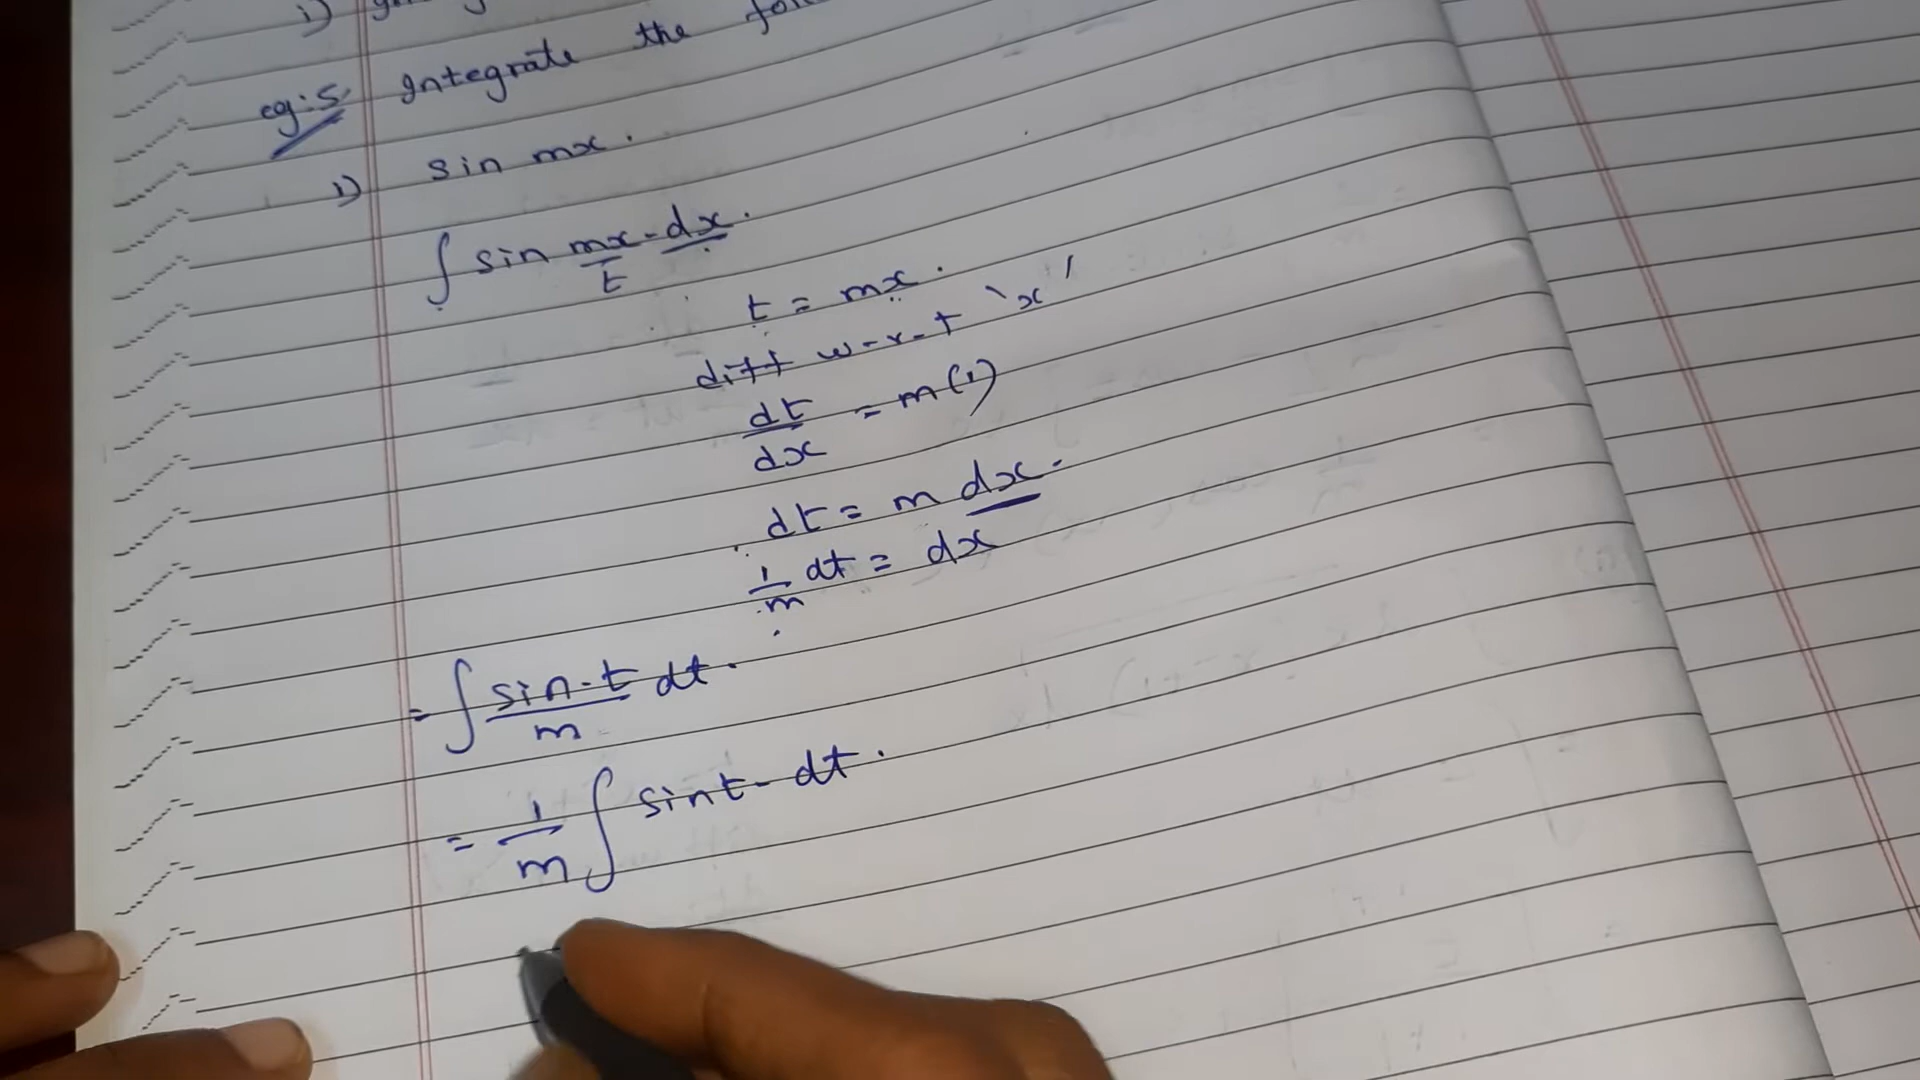 i)
eg:5. Integrate the
i) sin mx.
∫ sin mx - dx.
t
t = mx.
diff w-r-t 'x'
dt/dx = m(1)
dt = m dx.
1/m dt = dx
= ∫ sin-t/m dt.
= 1/m ∫ sint- dt.